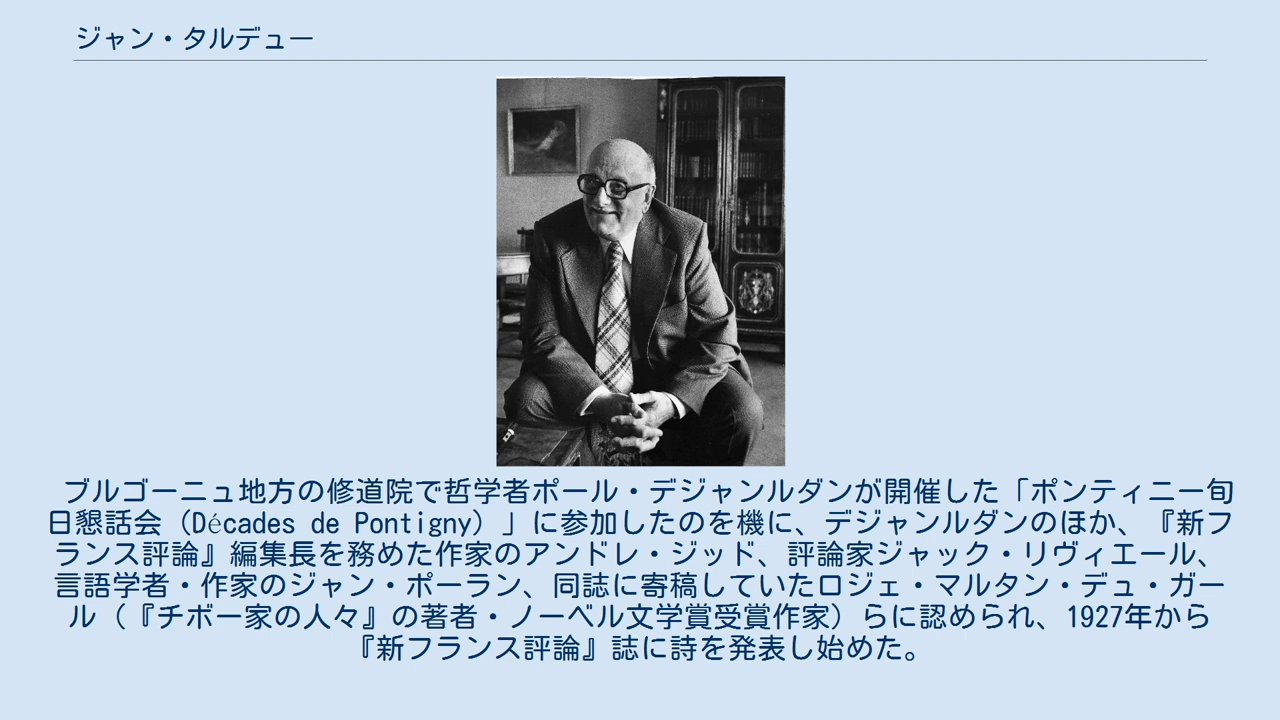 ジャン・タルデュー
ブルゴーニュ地方の修道院で哲学者ポール・デジャンルダンが開催した「ポンティニー旬
日懇話会（Décades de Pontigny）」に参加したのを機に、デジャンルダンのほか、『新フ
ランス評論』編集長を務めた作家のアンドレ・ジッド、評論家ジャック・リヴィエール、
言語学者・作家のジャン・ポーラン、同誌に寄稿していたロジェ・マルタン・デュ・ガー
ル（『チボー家の人々』の著者・ノーベル文学賞受賞作家）らに認められ、1927年から
『新フランス評論』誌に詩を発表し始めた。